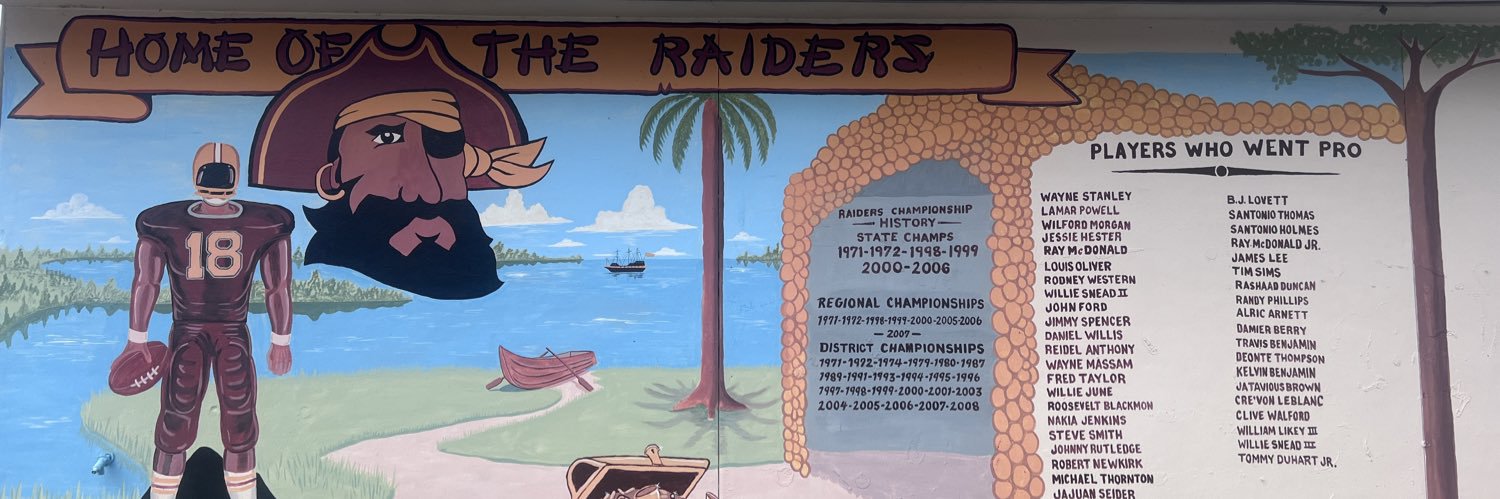 HOME OF THE RAIDERS
18
RAIDERS CHAMPIONSHIP
HISTORY
STATE CHAMPS
1971-1972-1998-1999
2000-2006
REGIONAL CHAMPIONSHIPS
1971-1972-1998-1999-2000-2005-2006
- 2007 -
DISTRICT CHAMPIONSHIPS
1971-1972-1974-1979-1980-1987
1989-1991-1993-1994-1995-1996
1997-1998-1999-2000-2001-2003
2004-2005-2006-2007-2008
PLAYERS WHO WENT PRO
WAYNE STANLEY
LAMAR POWELL
WILFORD MORGAN
JESSIE HESTER
RAY McDONALD
LOUIS OLIVER
RODNEY WESTERN
WILLIE SNEAD II
JOHN FORD
JIMMY SPENCER
DANIEL WILLIS
REIDEL ANTHONY
WAYNE MASSAM
FRED TAYLOR
WILLIE JUNE
ROOSEVELT BLACKMON
NAKIA JENKINS
STEVE SMITH
JOHNNY RUTLEDGE
ROBERT NEWKIRK
MICHAEL THORNTON
JAJUAN SEIDER
B.J. LOVETT
SANTONIO THOMAS
SANTONIO HOLMES
RAY McDONALD JR.
JAMES LEE
TIM SIMS
RASHAAD DUNCAN
RANDY PHILLIPS
ALRIC ARNETT
DAMIER BERRY
TRAVIS BENJAMIN
DEONTE THOMPSON
KELVIN BENJAMIN
JATAVIOUS BROWN
CRE'VON LEBLANC
CLIVE WALFORD
WILLIAM LIKEY III
WILLIE SNEAD III
TOMMY DUHART JR.